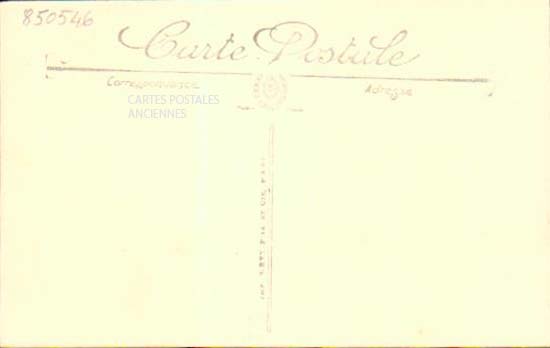 850546
Carte Postale
Correspondance
Adresse
CARTES POSTALES
ANCIENNES